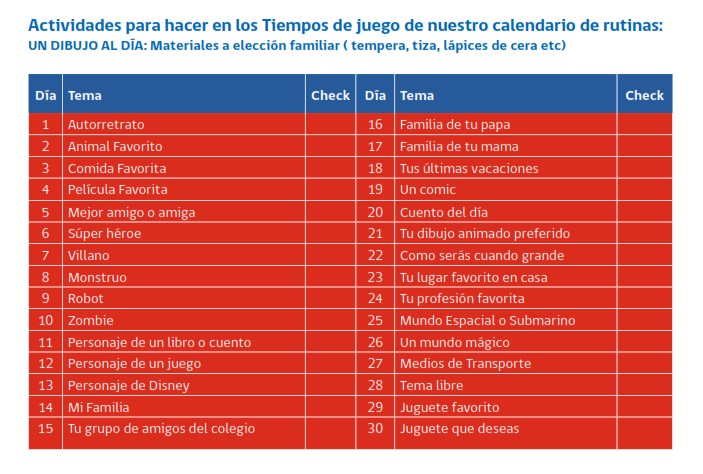 Actividades para hacer en los Tiempos de juego de nuestro calendario de rutinas:
UN DIBUJO AL DÍA: Materiales a elección familiar ( tempera, tiza, lápices de cera etc)
Día Tema Check Día Tema Check
1 Autorretrato 16 Familia de tu papa
2 Animal Favorito 17 Familia de tu mama
3 Comida Favorita 18 Tus últimas vacaciones
4 Película Favorita 19 Un comic
5 Mejor amigo o amiga 20 Cuento del día
6 Súper héroe 21 Tu dibujo animado preferido
7 Villano 22 Como serás cuando grande
8 Monstruo 23 Tu lugar favorito en casa
9 Robot 24 Tu profesión favorita
10 Zombie 25 Mundo Espacial o Submarino
11 Personaje de un libro o cuento 26 Un mundo mágico
12 Personaje de un juego 27 Medios de Transporte
13 Personaje de Disney 28 Tema libre
14 Mi Familia 29 Juguete favorito
15 Tu grupo de amigos del colegio 30 Juguete que deseas